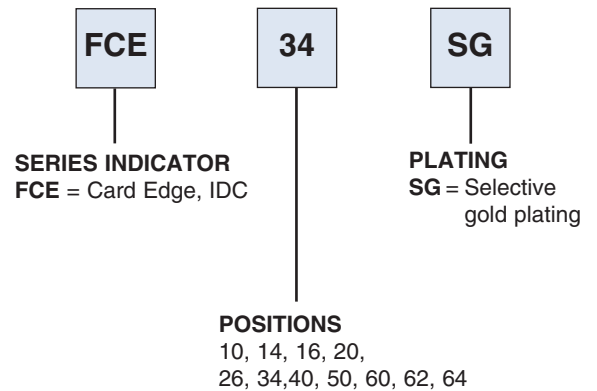 FCE 34 SG
SERIES INDICATOR
FCE = Card Edge, IDC
PLATING
SG = Selective
gold plating
POSITIONS
10, 14, 16, 20,
26, 34,40, 50, 60, 62, 64